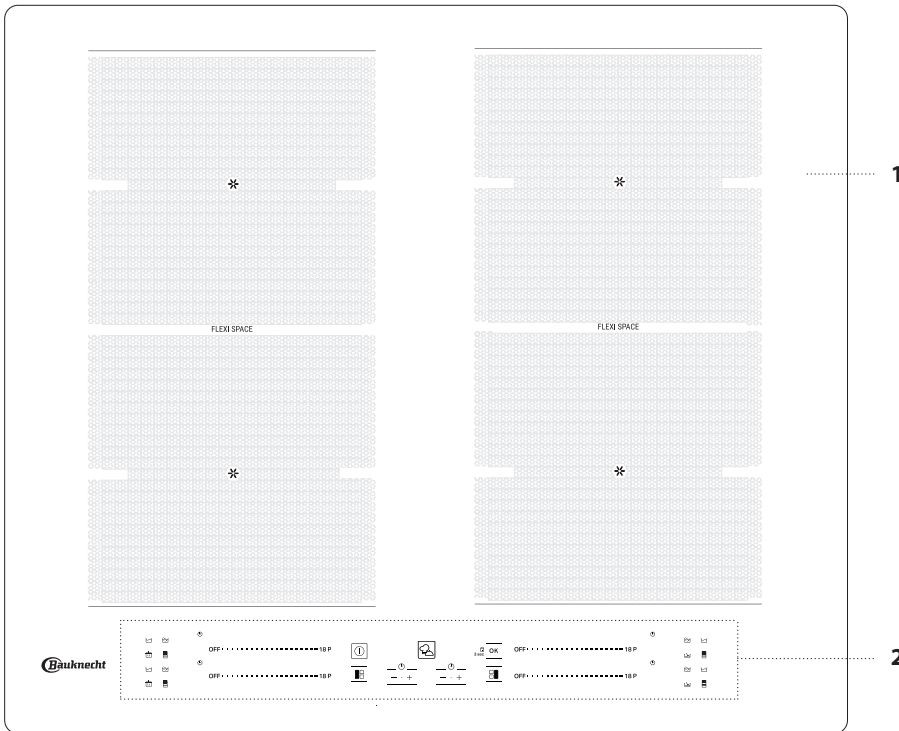 1
FLEXI SPACE
FLEXI SPACE
2
Bauknecht
OFF 18 P
OK
OFF 18 P
OFF 18 P
- · +
- · +
OFF 18 P